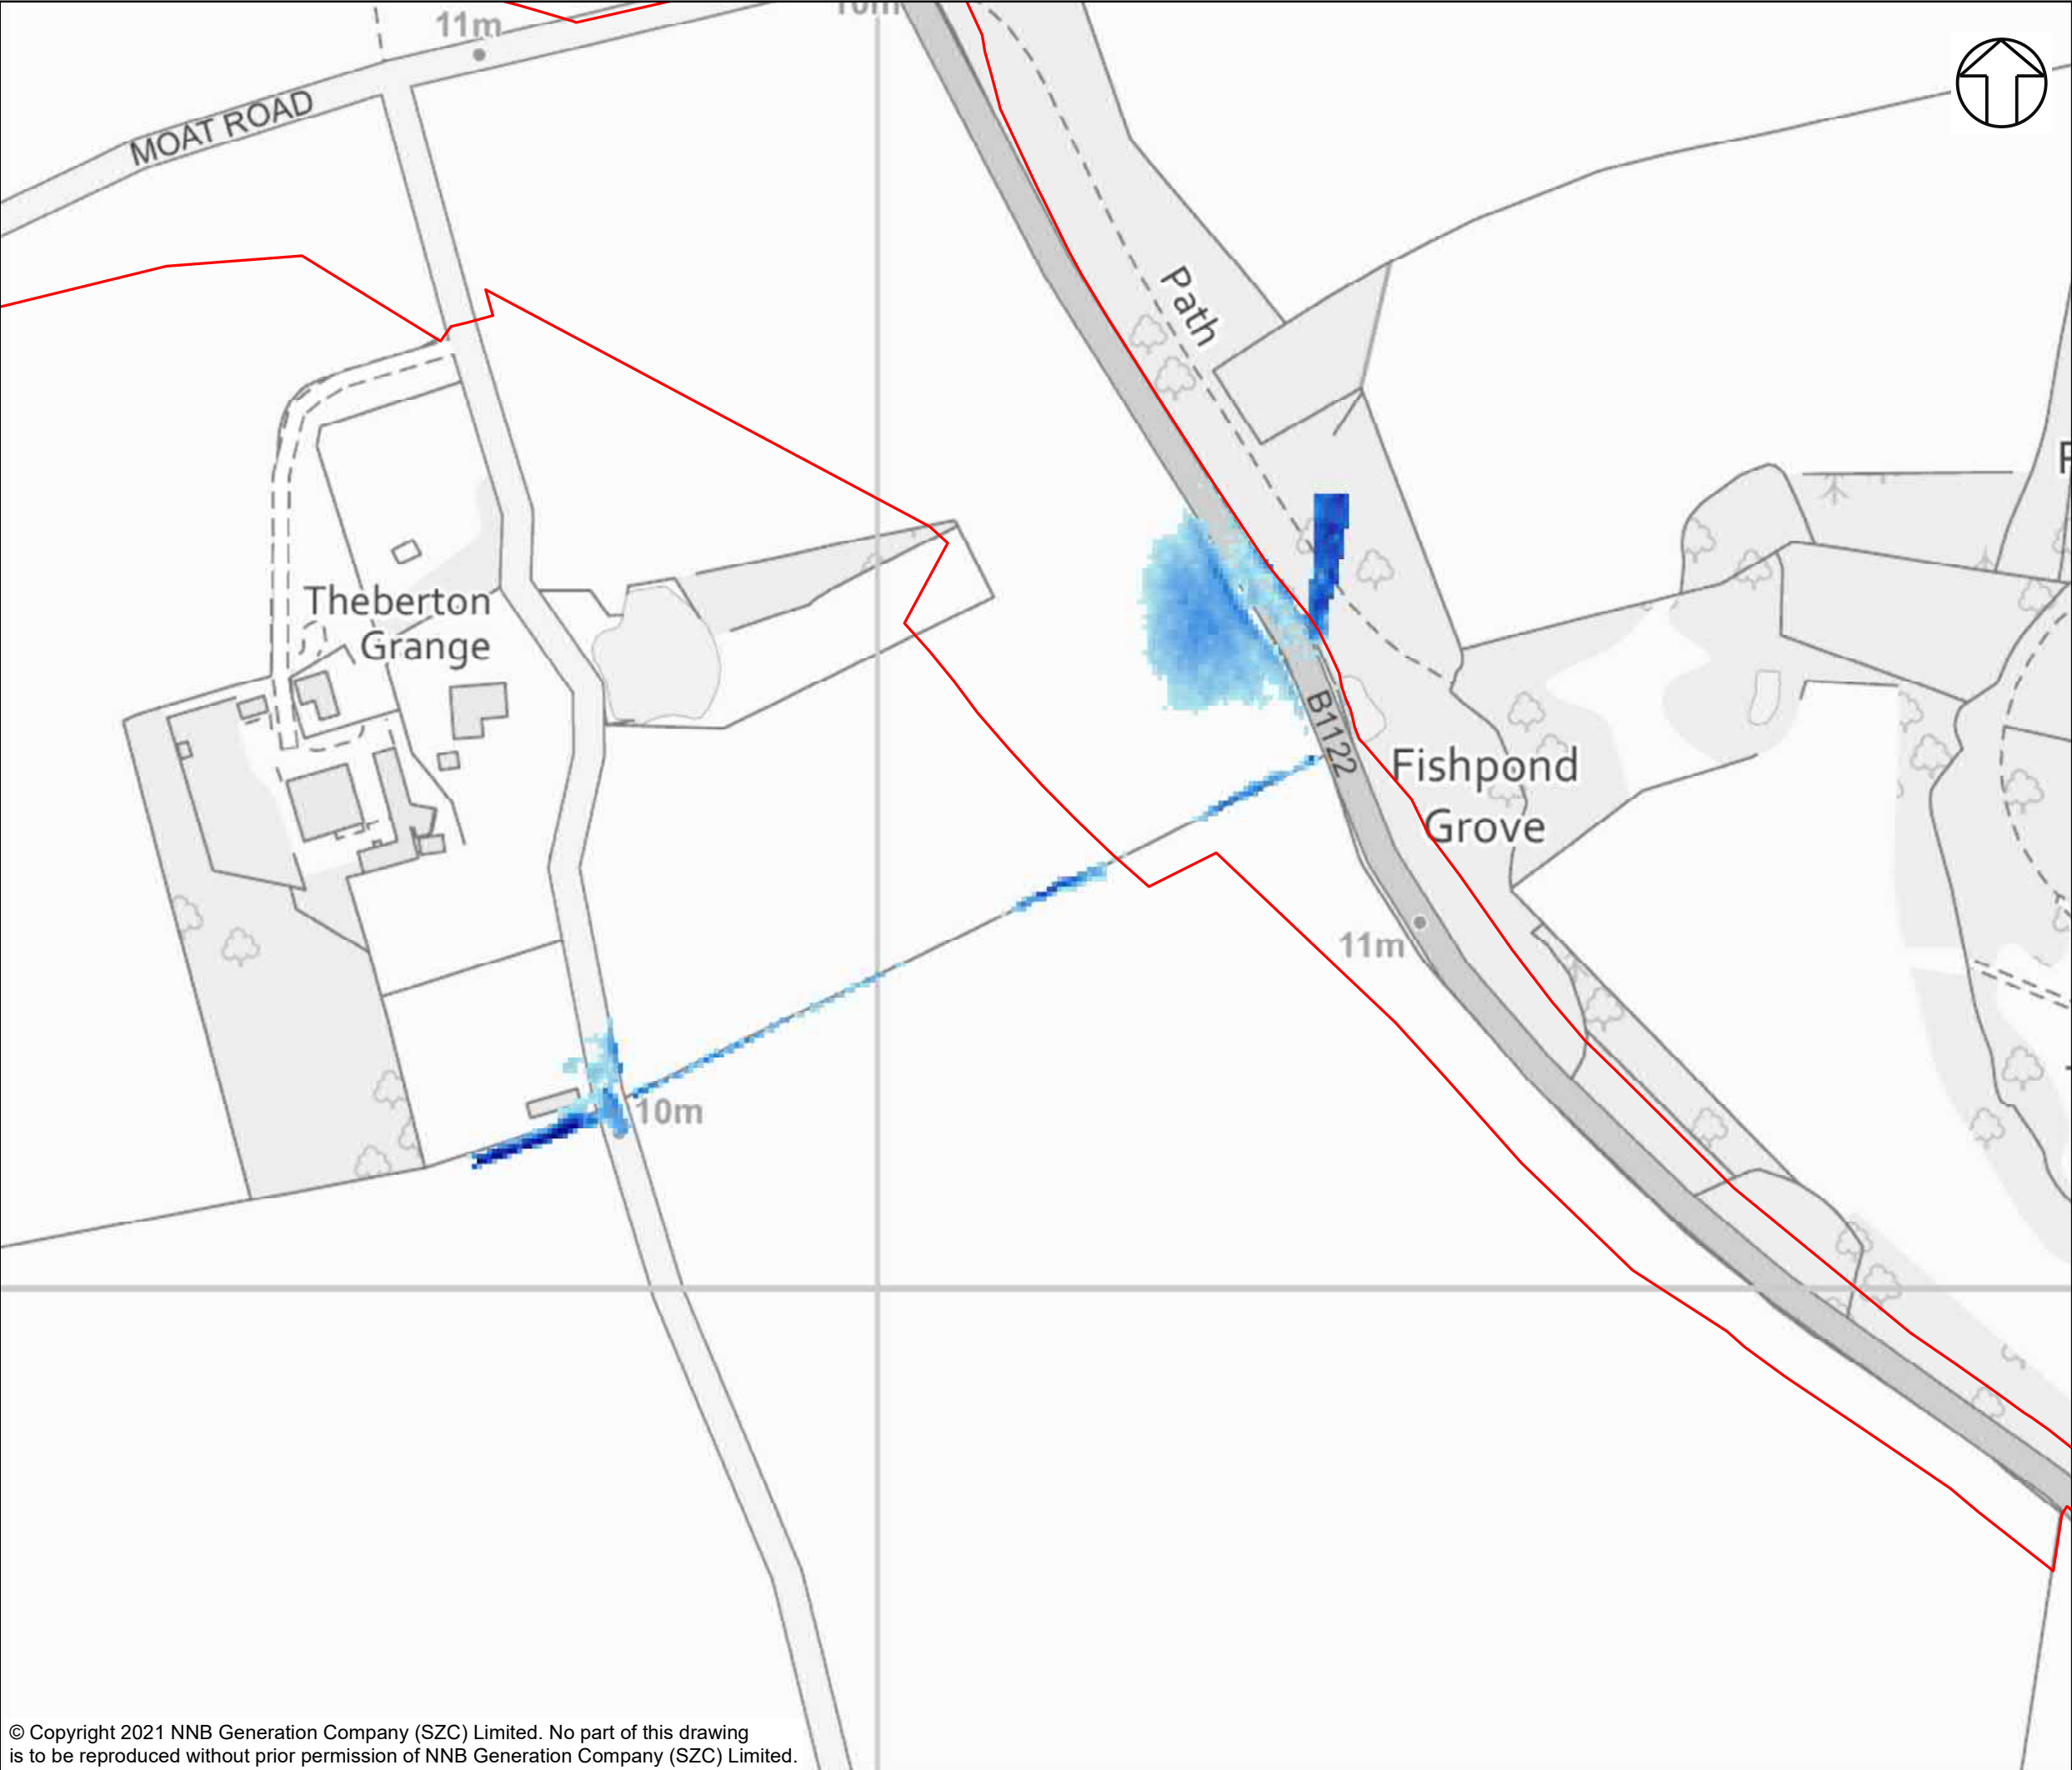 11m
10m
MOAT ROAD
Path
Theberton
Grange
B1122
Fishpond
Grove
11m
10m
© Copyright 2021 NNB Generation Company (SZC) Limited. No part of this drawing
is to be reproduced without prior permission of NNB Generation Company (SZC) Limited.